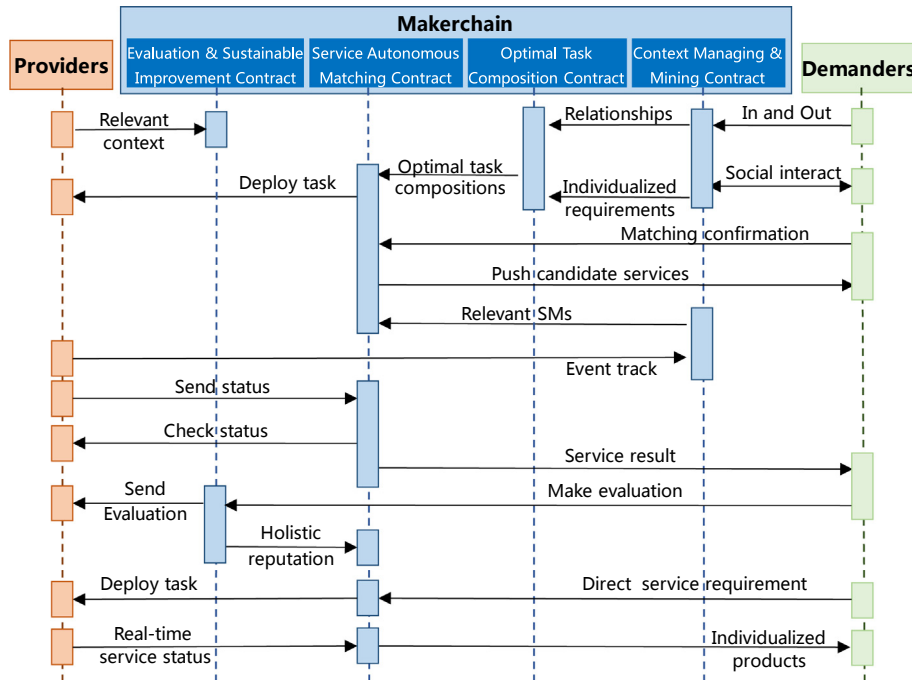 Makerchain
Providers
Evaluation & Sustainable
Improvement Contract
Service Autonomous
Matching Contract
Optimal Task
Composition Contract
Context Managing &
Mining Contract
Demanders
Relevant
context
Relationships
In and Out
Optimal task
compositions
Deploy task
Individualized
requirements
Social interact
Matching confirmation
Push candidate services
Relevant SMs
Event track
Send status
Check status
Service result
Send
Evaluation
Make evaluation
Holistic
reputation
Deploy task
Direct service requirement
Real-time
service status
Individualized
products